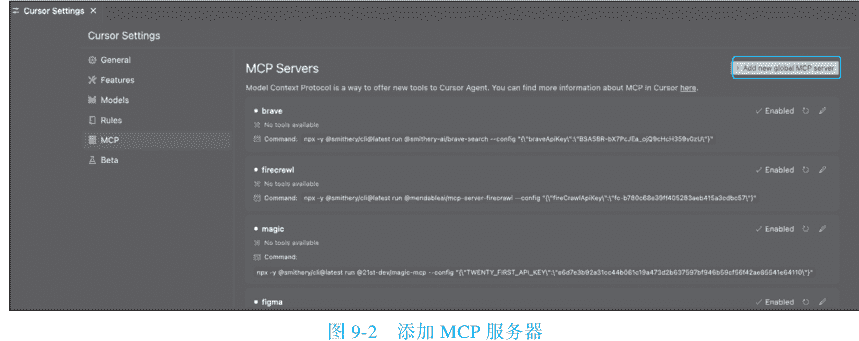 Cursor Settings
Cursor Settings
General
Features
Models
Rules
MCP
Beta
MCP Servers
Add new global MCP server
Model Context Protocol is a way to offer new tools to Cursor Agent. You can find more information about MCP in Cursor here.
brave
Enabled
No tools available
Command: npx -y @smithery/cli@latest run @smithery-ai/brave-search --config "{\"braveApiKey\":\
firecrawl
Enabled
No tools available
Command: npx -y @smithery/cli@latest run @mendableai/mcp-server-firecrawl --config "{\"fireCrawlApiKey\":\
magic
Enabled
No tools available
Command:
npx -y @smithery/cli@latest run @21st-dev/magic-mcp --config "{\"TWENTY_FIRST_API_KEY\":\
figma
Enabled
图 9-2 添加 MCP 服务器